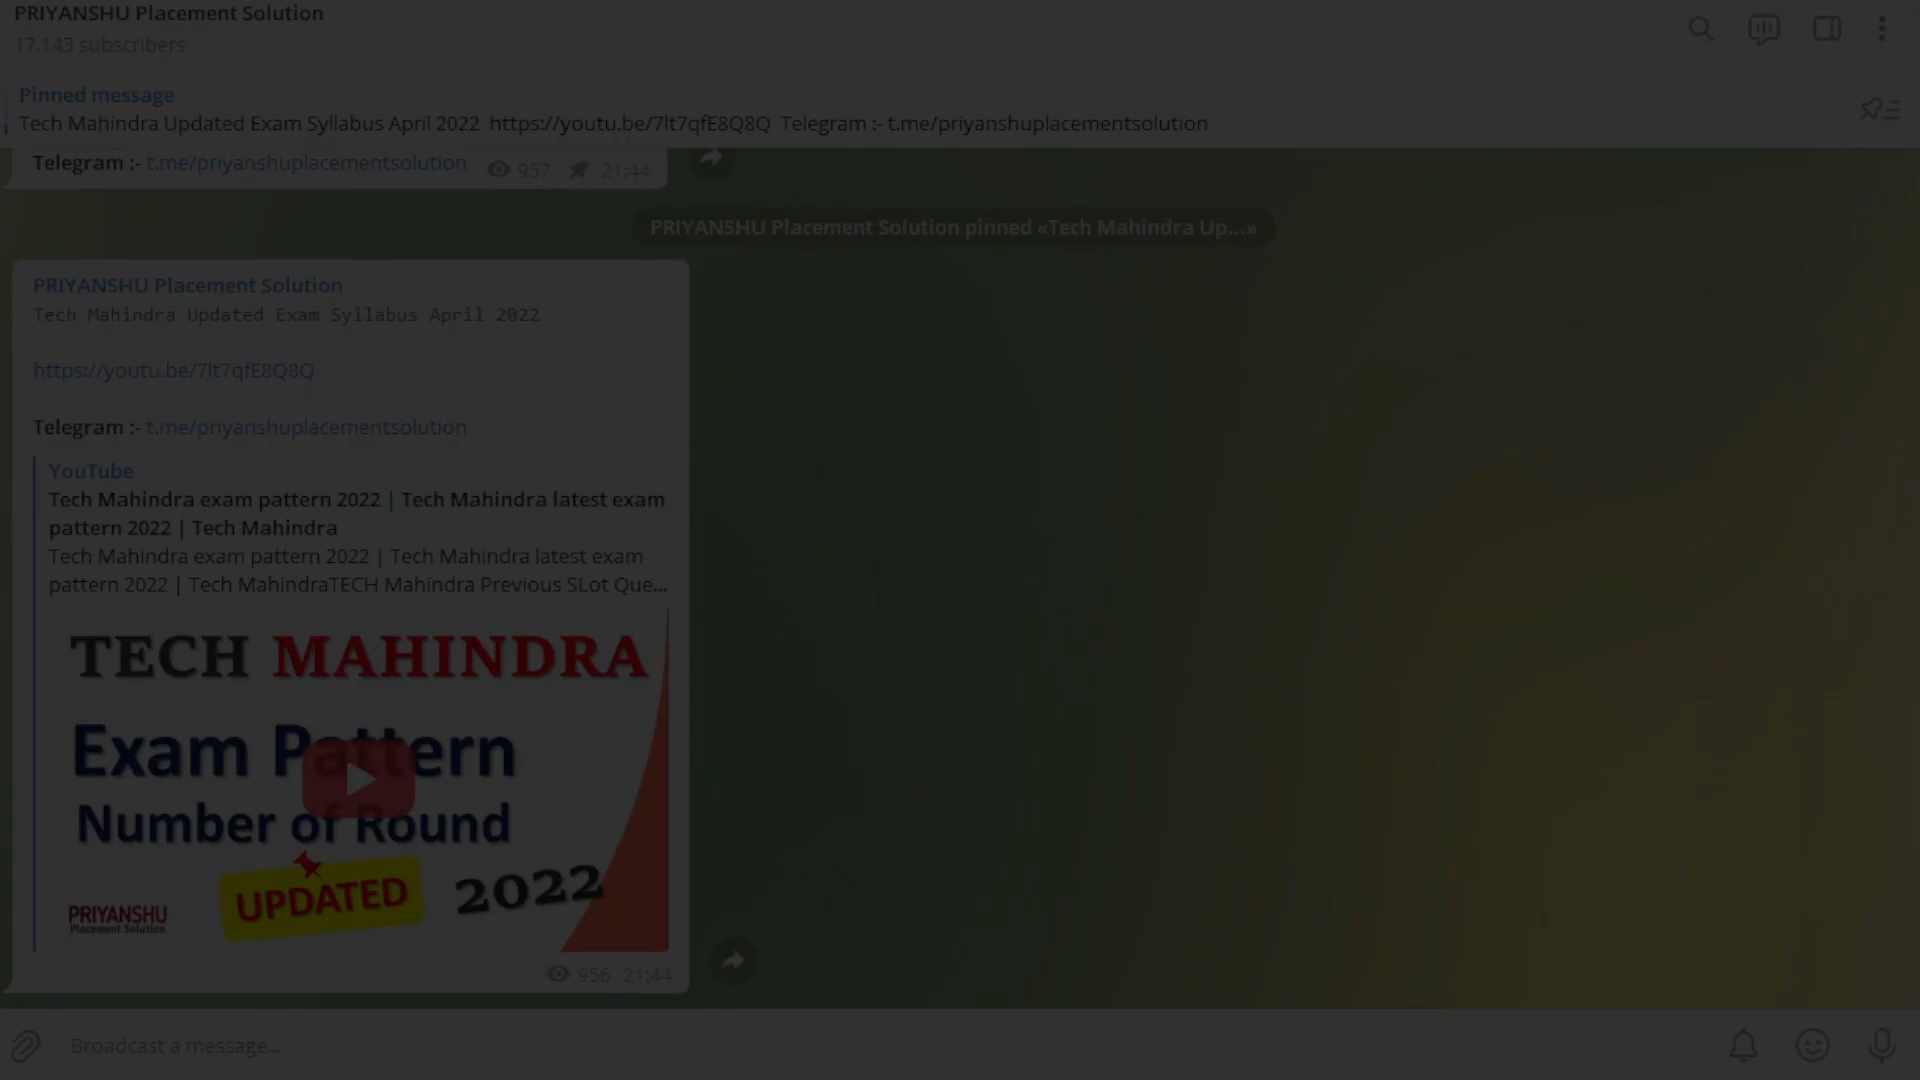 PRIYANSHU Placement Solution
17,143 subscribers
Pinned message
Tech Mahindra Updated Exam Syllabus April 2022 https://youtu.be/7lt7qfE8Q8Q Telegram :- t.me/priyanshuplacementsolution
Telegram :- t.me/priyanshuplacementsolution 957 21:44
PRIYANSHU Placement Solution pinned «Tech Mahindra Up...»
PRIYANSHU Placement Solution
Tech Mahindra Updated Exam Syllabus April 2022
https://youtu.be/7lt7qfE8Q8Q
Telegram :- t.me/priyanshuplacementsolution
YouTube
Tech Mahindra exam pattern 2022 | Tech Mahindra latest exam
pattern 2022 | Tech Mahindra
Tech Mahindra exam pattern 2022 | Tech Mahindra latest exam
pattern 2022 | Tech MahindraTECH Mahindra Previous SLot Que...
TECH MAHINDRA
Exam Pattern
Number of Round
UPDATED 2022
PRIYANSHU
Placement Solution
956 21:44
Broadcast a message...